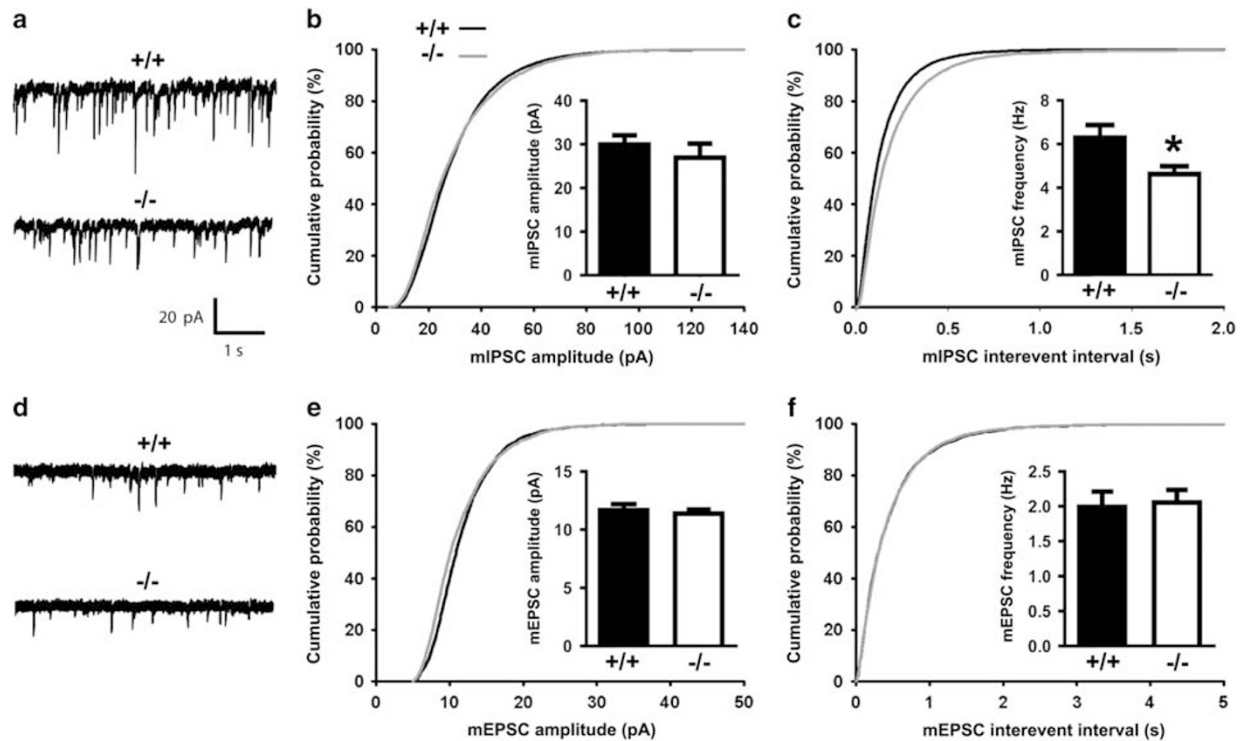 a
+/+
-/-
20 pA
1 s
b
+/+
-/-
Cumulative probability (%)
100
80
60
40
20
0
0 20 40 60 80 100 120 140
mIPSC amplitude (pA)
mIPSC amplitude (pA)
40
30
20
10
0
+/+ -/-
c
Cumulative probability (%)
100
80
60
40
20
0
0.0 0.5 1.0 1.5 2.0
mIPSC interevent interval (s)
mIPSC frequency (Hz)
8
6
4
2
0
*
+/+ -/-
d
+/+
-/-
e
Cumulative probability (%)
100
80
60
40
20
0
0 10 20 30 40 50
mEPSC amplitude (pA)
mEPSC amplitude (pA)
15
10
5
0
+/+ -/-
f
Cumulative probability (%)
100
80
60
40
20
0
0 1 2 3 4 5
mEPSC interevent interval (s)
mEPSC frequency (Hz)
2.5
2.0
1.5
1.0
0.5
0.0
+/+ -/-